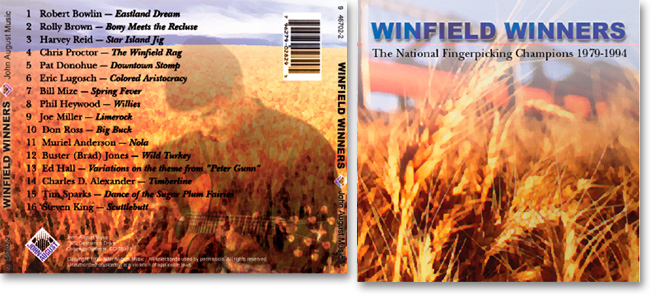 1 Robert Bowlin — Eastland Dream
2 Rolly Brown — Bony Meets the Recluse
3 Harvey Reid — Star Island Jig
4 Chris Proctor — The Winfield Rag
5 Pat Donohue — Downtown Stomp
6 Eric Lugosch — Colored Aristocracy
7 Bill Mize — Spring Fever
8 Phil Heywood — Willies
9 Joe Miller — Limerock
10 Don Ross — Big Buck
11 Muriel Anderson — Nola
12 Buster (Brad) Jones — Wild Turkey
13 Ed Hall — Variations on the theme from "Peter Gunn"
14 Charles D. Alexander — Timberline
15 Tim Sparks — Dance of the Sugar Plum Fairies
16 Steven King — Scuttlebutt
WINFIELD WINNERS
John August Music
WINFIELD WINNERS
John August Music
JOHN AUGUST
WINFIELD WINNERS
The National Fingerpicking Champions 1979-1994